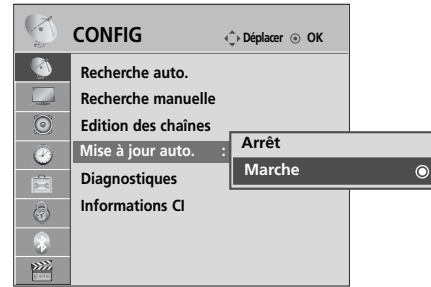 CONFIG
Déplacer OK
Recherche auto.
Recherche manuelle
Edition des chaînes
Mise à jour auto. :
Arrêt
Marche
Diagnostiques
Informations CI